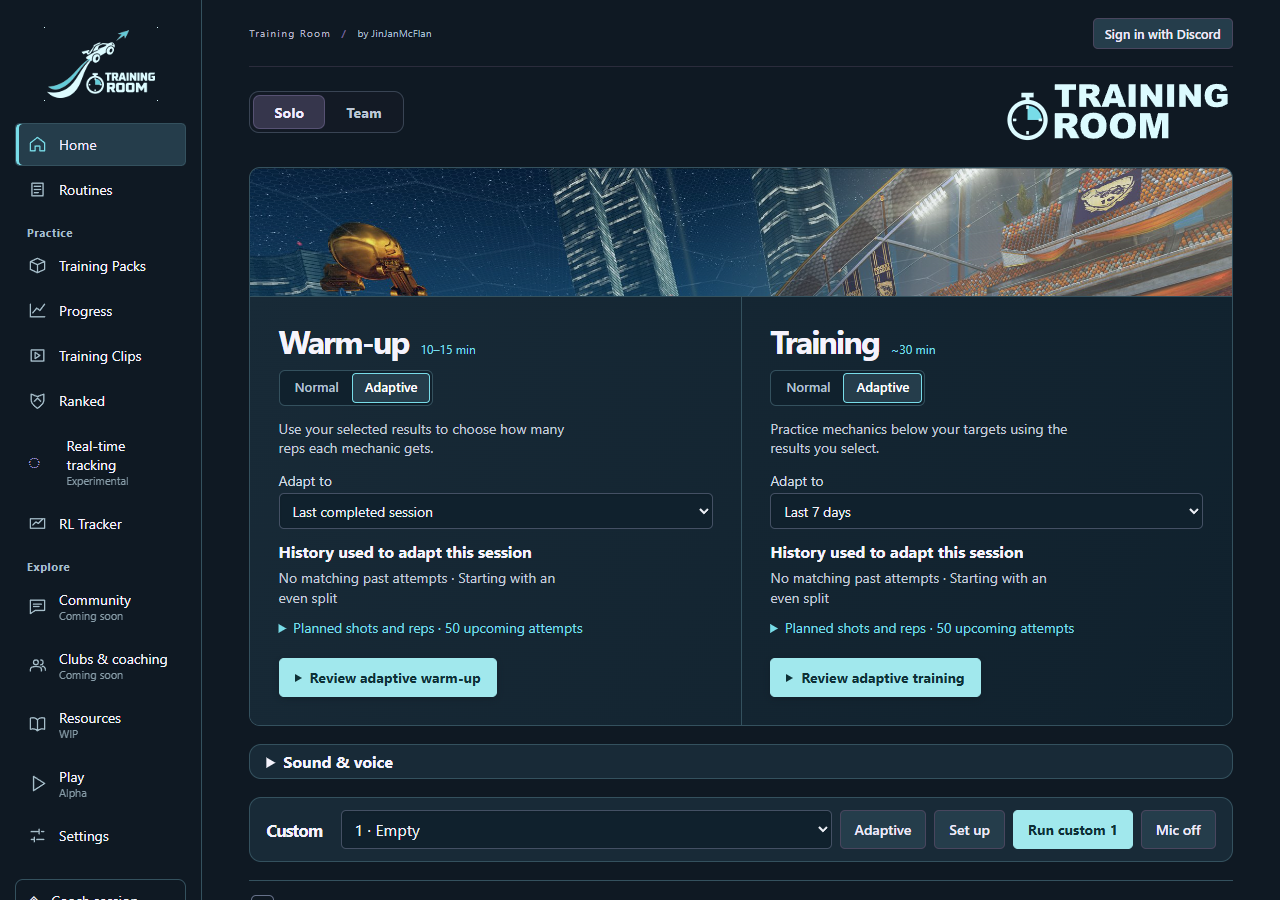 TRAINING
ROOM
Home
Routines
Practice
Training Packs
Progress
Training Clips
Ranked
Real-time
tracking
Experimental
RL Tracker
Explore
Community
Coming soon
Clubs & coaching
Coming soon
Resources
WIP
Play
Alpha
Settings
Coach session
Training Room / by JinJanMcFlan
Sign in with Discord
Solo
Team
TRAINING
ROOM
Warm-up 10–15 min
Normal
Adaptive
Use your selected results to choose how many
reps each mechanic gets.
Adapt to
Last completed session
History used to adapt this session
No matching past attempts · Starting with an
even split
Planned shots and reps · 50 upcoming attempts
Review adaptive warm-up
Training ~30 min
Normal
Adaptive
Practice mechanics below your targets using the
results you select.
Adapt to
Last 7 days
History used to adapt this session
No matching past attempts · Starting with an
even split
Planned shots and reps · 50 upcoming attempts
Review adaptive training
Sound & voice
Custom
1 · Empty
Adaptive
Set up
Run custom 1
Mic off